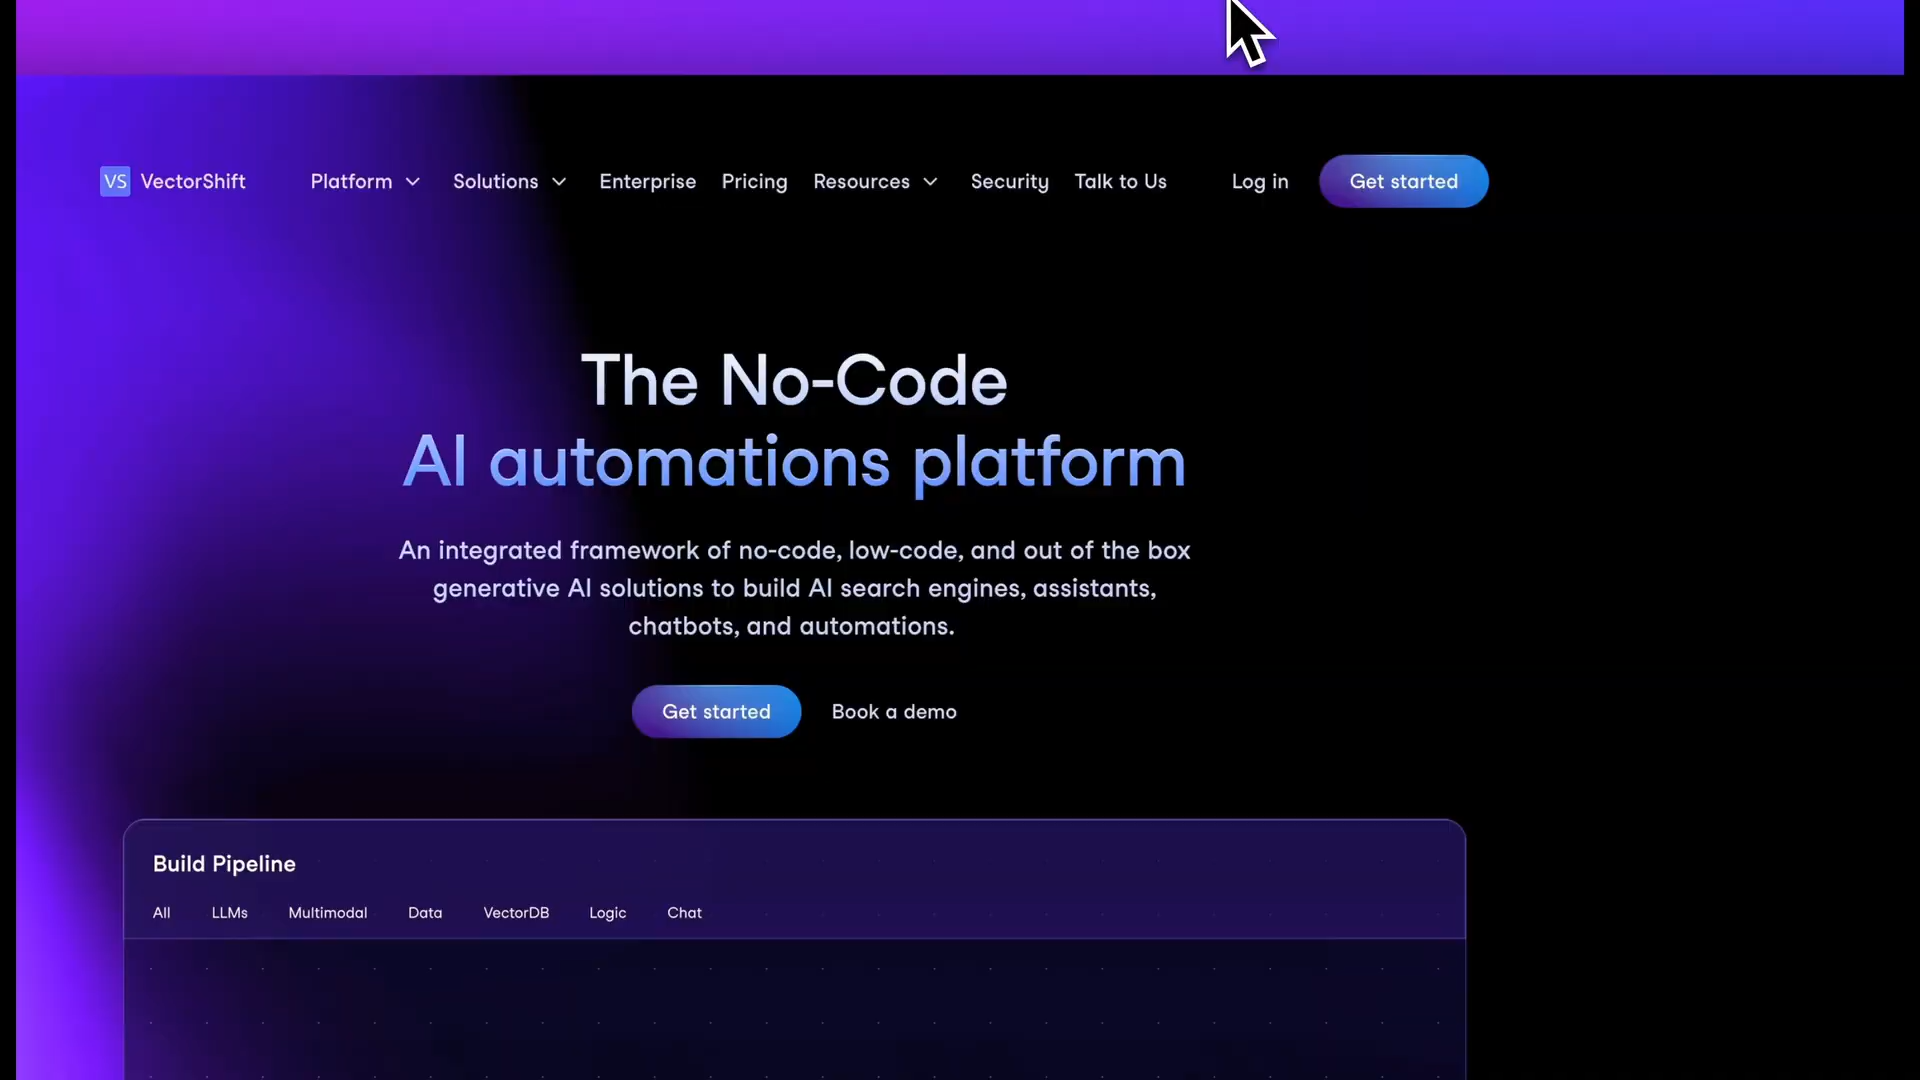 VS VectorShift Platform Solutions Enterprise Pricing Resources Security Talk to Us Log in Get started
The No-Code
AI automations platform
An integrated framework of no-code, low-code, and out of the box
generative AI solutions to build AI search engines, assistants,
chatbots, and automations.
Get started Book a demo
Build Pipeline
All LLMs Multimodal Data VectorDB Logic Chat